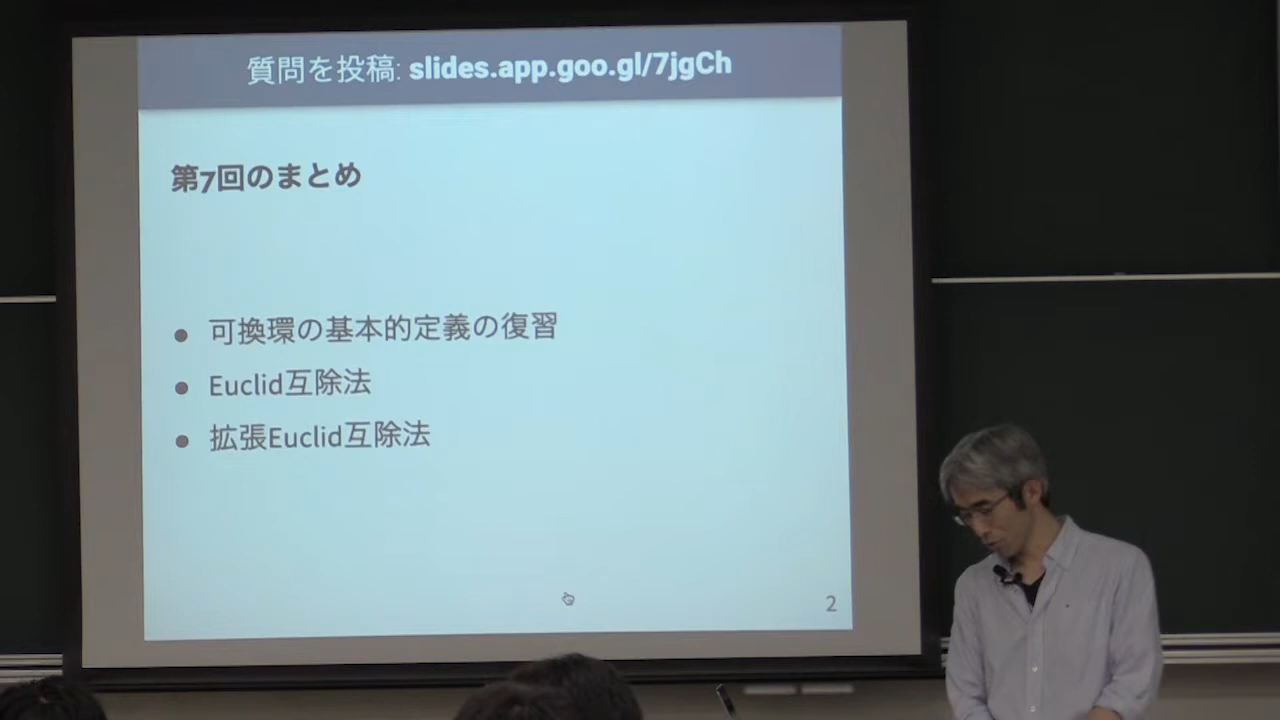 質問を投稿: slides.app.goo.gl/7jgCh
第7回のまとめ
● 可換環の基本的定義の復習
● Euclid互除法
● 拡張Euclid互除法
2